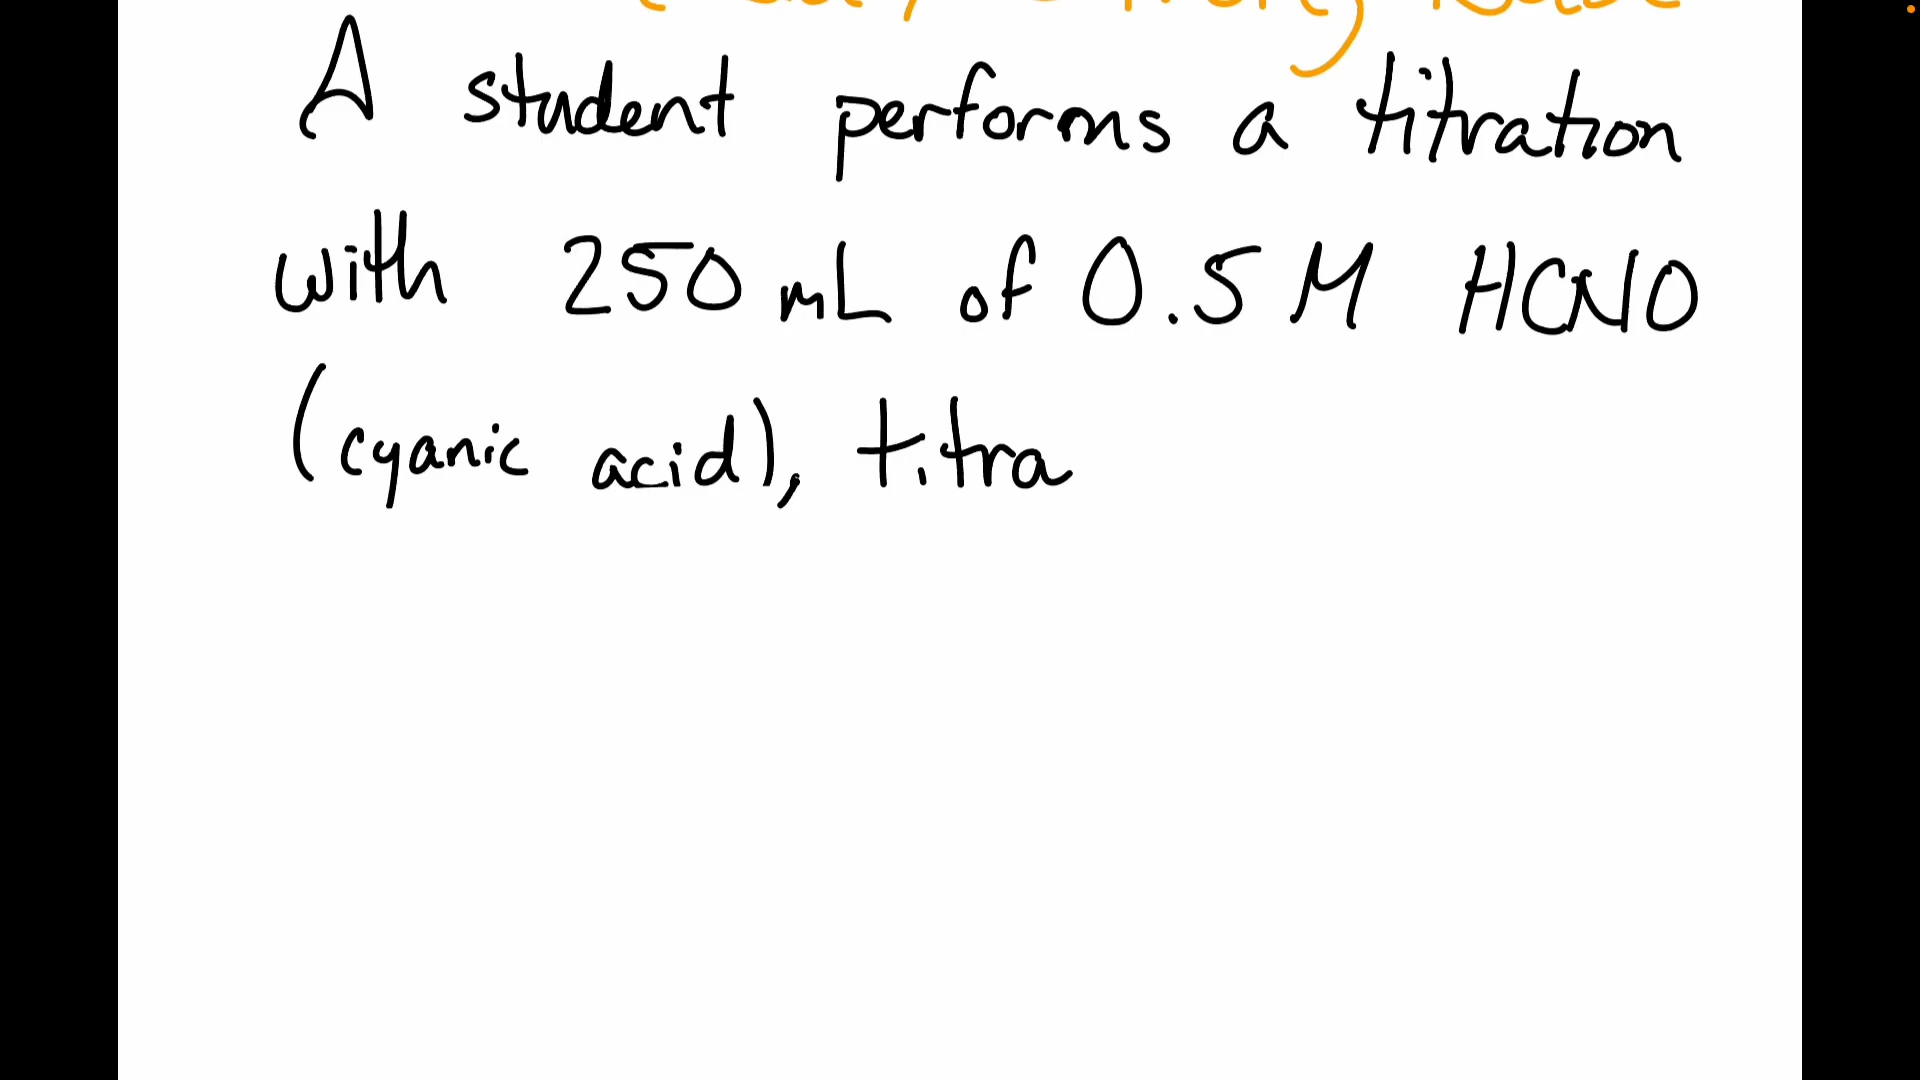 A student performs a titration
with 250 mL of 0.5 M HCNO
(cyanic acid), titra